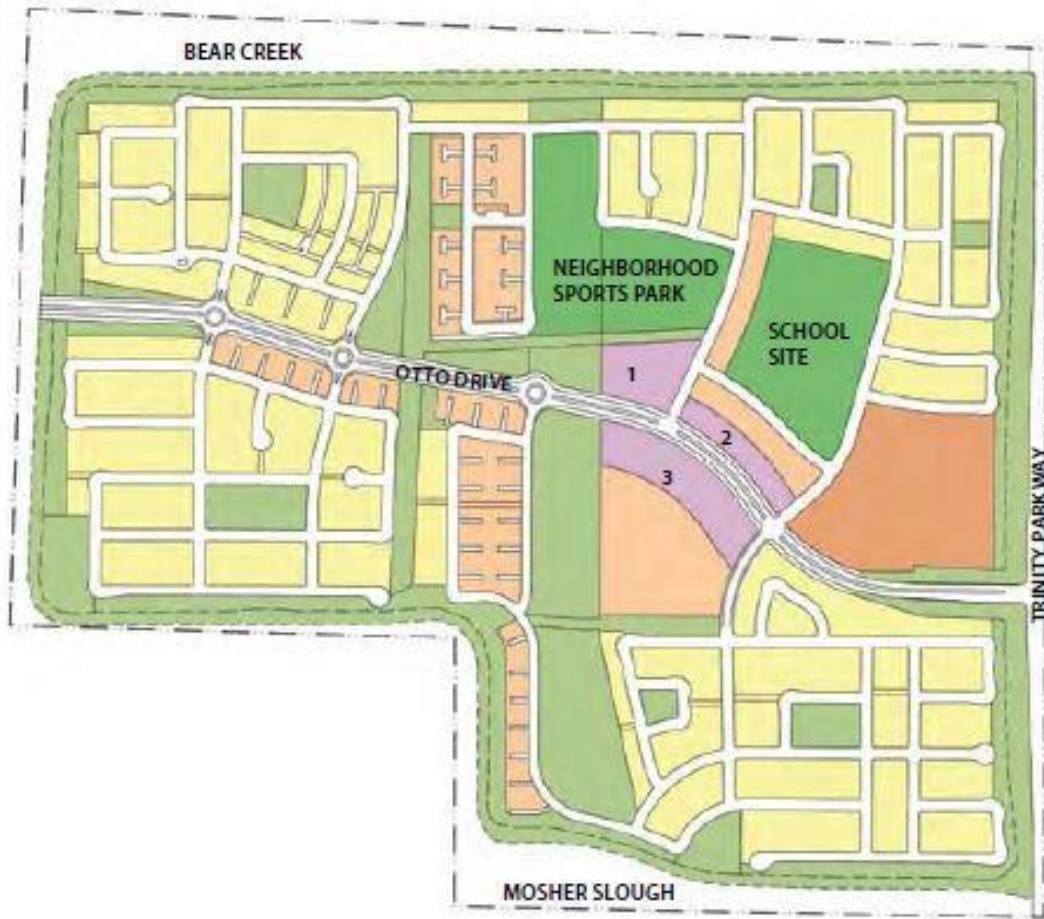 BEAR CREEK
NEIGHBORHOOD
SPORTS PARK
SCHOOL
SITE
OTTO DRIVE
1
2
3
TRINITY PARKWAY
MOSHER SLOUGH